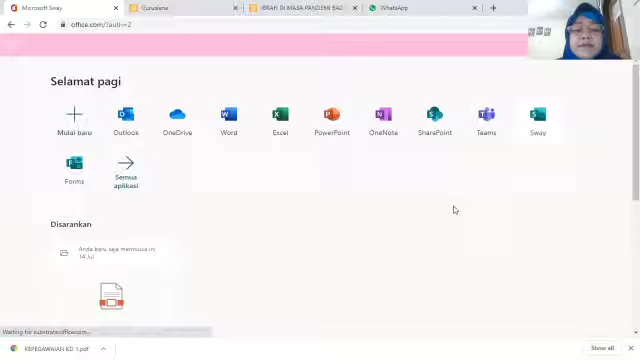 Microsoft Sway
Gurusiana
IBRAH DI MASA PANDEMI
WhatsApp
office.com/?auth=2
Selamat pagi
Mulai baru
Outlook
OneDrive
Word
Excel
PowerPoint
OneNote
SharePoint
Teams
Sway
Forms
Semua
aplikasi
Disarankan
Anda baru saja membuka ini
14 Jul
Waiting for substrate.office.com...
KEPEGAWAIAN KD 1.pdf
Show all